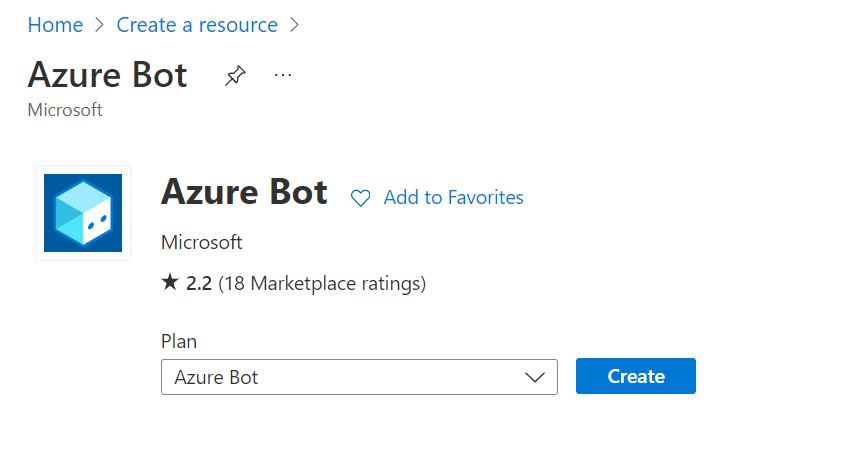 Home > Create a resource >
Azure Bot ...
Microsoft
Azure Bot Add to Favorites
Microsoft
★ 2.2 (18 Marketplace ratings)
Plan
Azure Bot Create